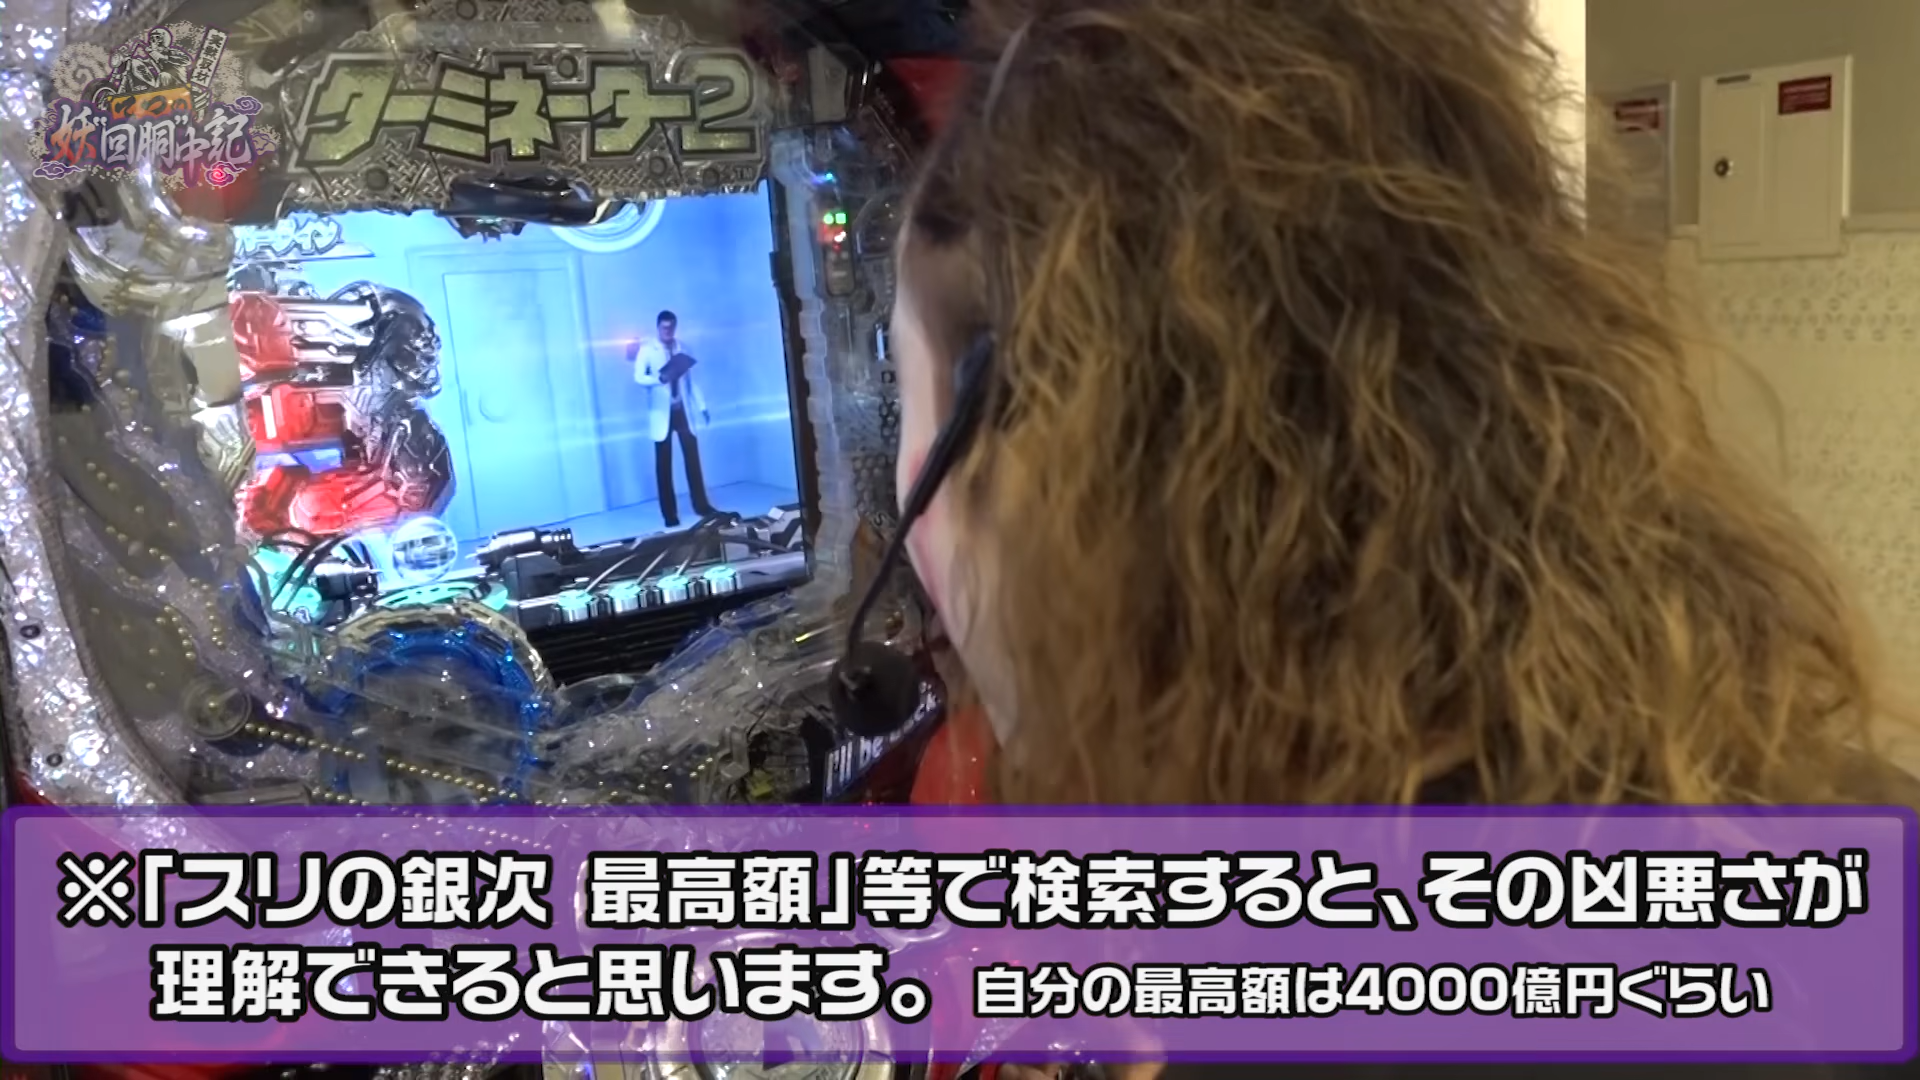 妖"回胴"中記
ターミネーター2
※「スリの銀次 最高額」等で検索すると、その凶悪さが
理解できると思います。 自分の最高額は4000億円ぐらい